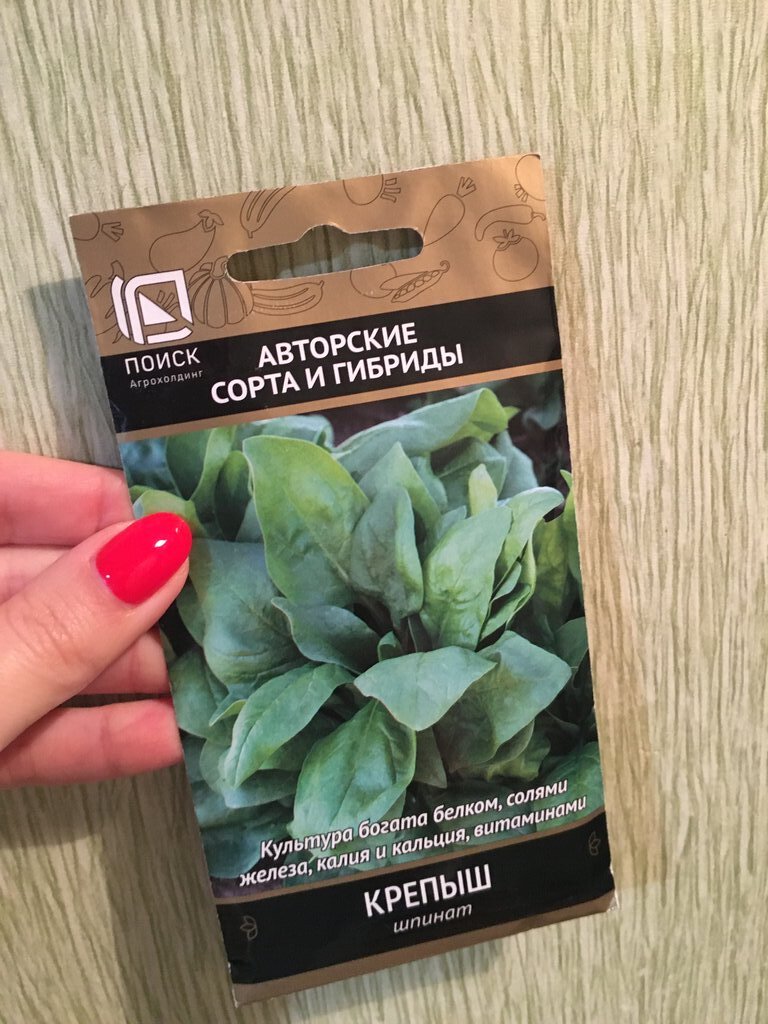 ПОИСК
Агрохолдинг
АВТОРСКИЕ
СОРТА И ГИБРИДЫ
Культура богата белком, солями
железа, калия и кальция, витаминами
КРЕПЫШ
шпинат